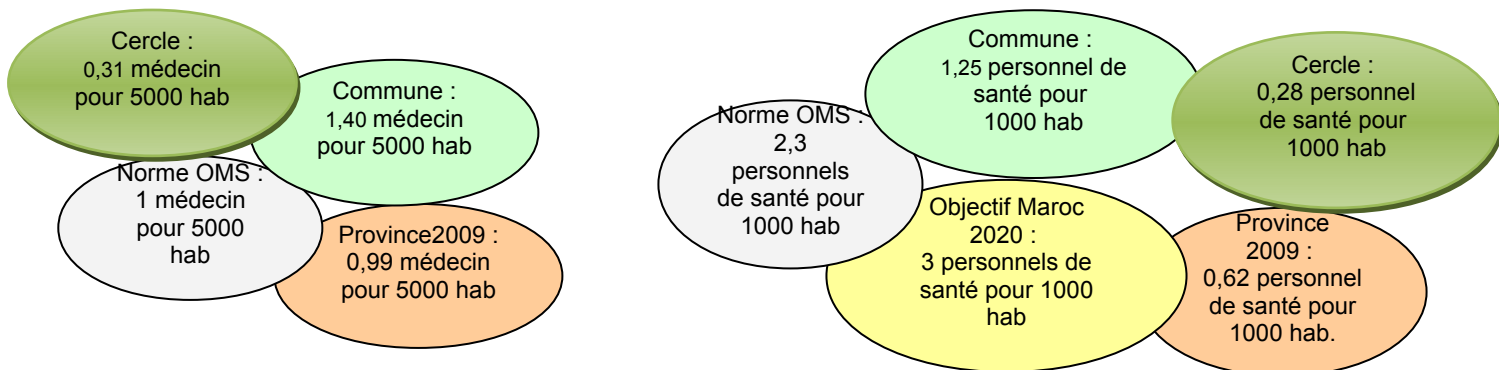 Cercle :
0,31 médecin
pour 5000 hab
Commune :
1,40 médecin
pour 5000 hab
Norme OMS :
1 médecin
pour 5000
hab
Province2009 :
0,99 médecin
pour 5000 hab
Commune :
1,25 personnel de
santé pour
1000 hab
Cercle :
0,28 personnel
de santé pour
1000 hab
Norme OMS :
2,3
personnels
de santé pour
1000 hab
Objectif Maroc
2020 :
3 personnels de
santé pour 1000
hab
Province
2009 :
0,62 personnel
de santé pour
1000 hab.